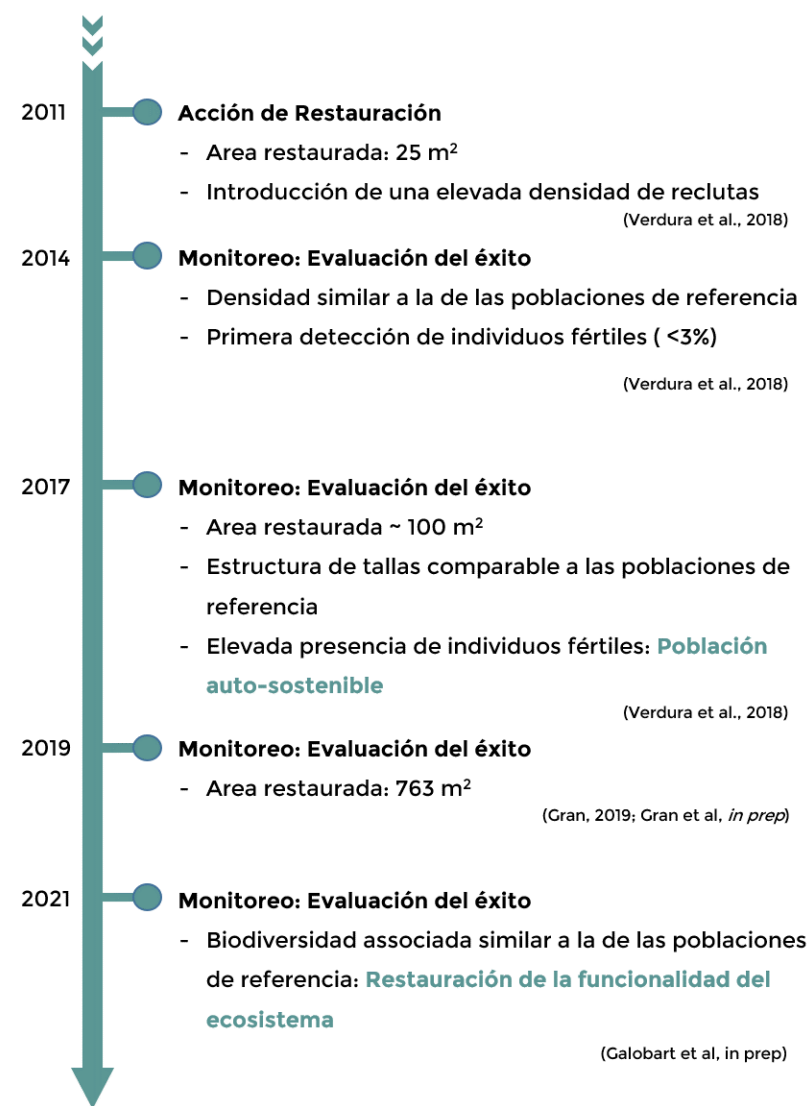 2011
Acción de Restauración
- Area restaurada: 25 m²
- Introducción de una elevada densidad de reclutas
(Verdura et al., 2018)
2014
Monitoreo: Evaluación del éxito
- Densidad similar a la de las poblaciones de referencia
- Primera detección de individuos fértiles ( <3%)
(Verdura et al., 2018)
2017
Monitoreo: Evaluación del éxito
- Area restaurada ~ 100 m²
- Estructura de tallas comparable a las poblaciones de
referencia
- Elevada presencia de individuos fértiles: Población
auto-sostenible
(Verdura et al., 2018)
2019
Monitoreo: Evaluación del éxito
- Area restaurada: 763 m²
(Gran, 2019; Gran et al, in prep)
2021
Monitoreo: Evaluación del éxito
- Biodiversidad associada similar a la de las poblaciones
de referencia: Restauración de la funcionalidad del
ecosistema
(Galobart et al, in prep)